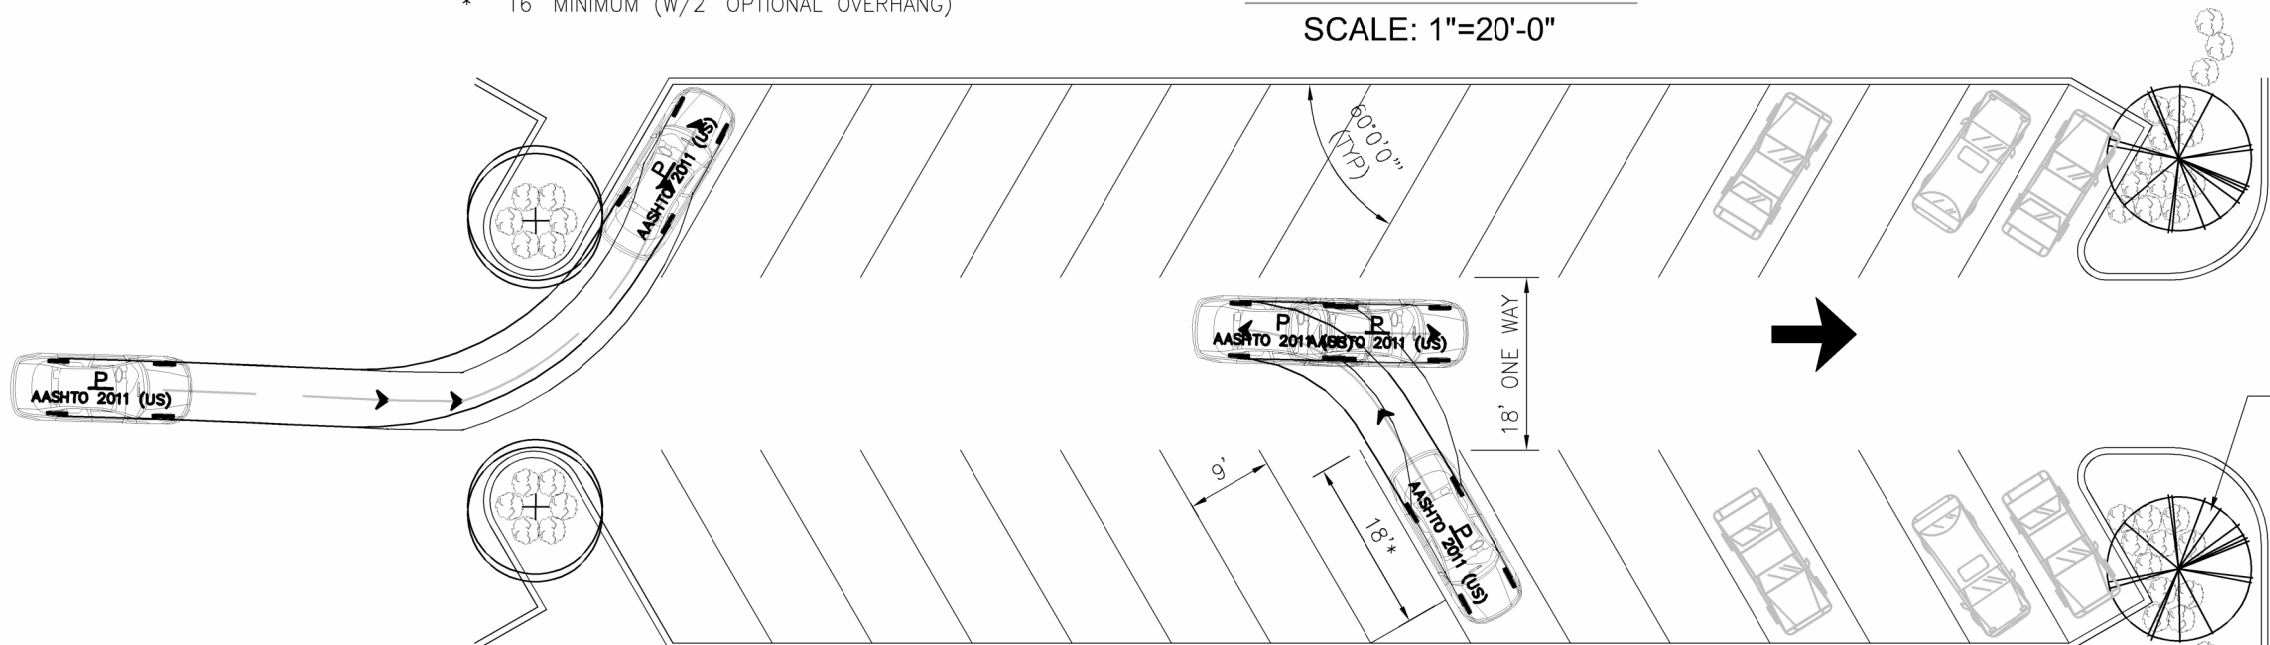 * 16' MINIMUM (W/2' OPTIONAL OVERHANG)
SCALE: 1"=20'-0"
60°0'0"
(TYP)
P
AASHTO 2011 (US)
P
AASHTO 2011 (US)
P
AASHTO 2011 (US)
P
AASHTO 2011 (US)
18' ONE WAY
9'
18'*
P
AASHTO 2011 (US)